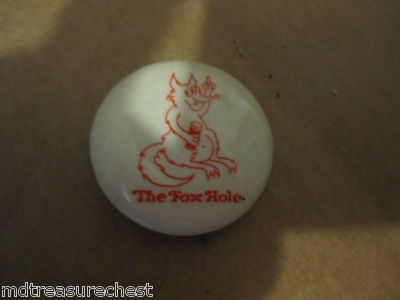 The Fox Hole
mdtreasurechest